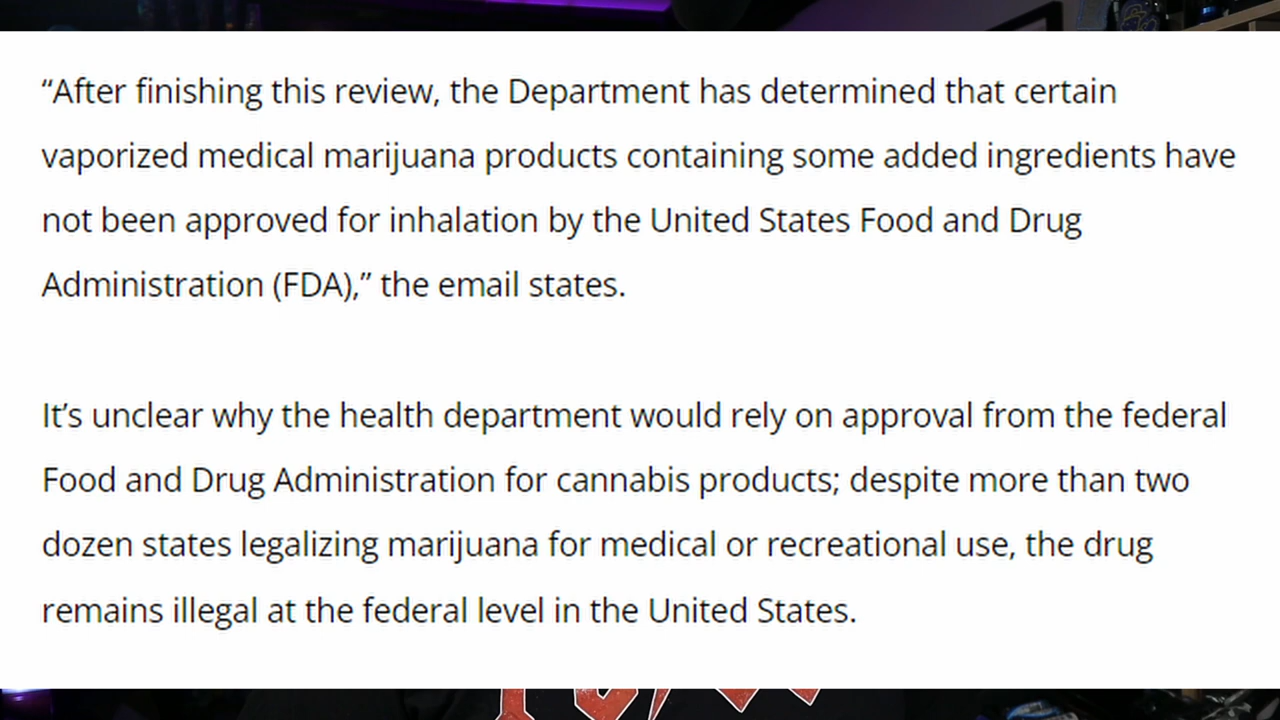 “After finishing this review, the Department has determined that certain
vaporized medical marijuana products containing some added ingredients have
not been approved for inhalation by the United States Food and Drug
Administration (FDA),” the email states.
It’s unclear why the health department would rely on approval from the federal
Food and Drug Administration for cannabis products; despite more than two
dozen states legalizing marijuana for medical or recreational use, the drug
remains illegal at the federal level in the United States.